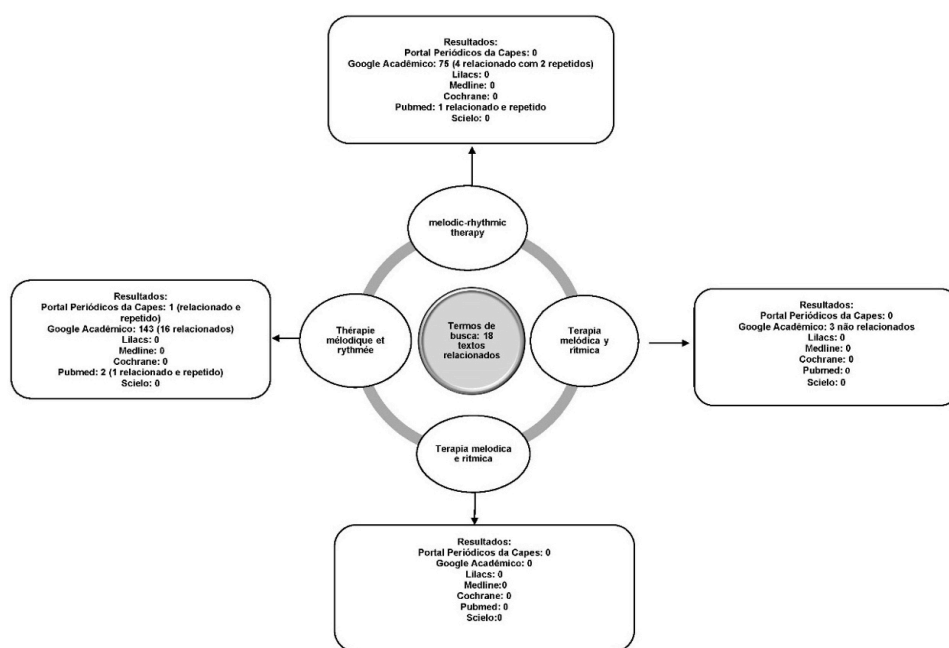 Resultados:
Portal Periódicos da Capes: 0
Google Acadêmico: 75 (4 relacionado com 2 repetidos)
Lilacs: 0
Medline: 0
Cochrane: 0
Pubmed: 1 relacionado e repetido
Scielo: 0
melodic-rhythmic
therapy
Resultados:
Portal Periódicos da Capes: 1 (relacionado e
repetido)
Google Acadêmico: 143 (16 relacionados)
Lilacs: 0
Medline: 0
Cochrane: 0
Pubmed: 2 (1 relacionado e repetido)
Scielo: 0
Thérapie
mélodique et
rythmée
Termos de
busca: 18
textos
relacionados
Terapia
melódica y
rítmica
Resultados:
Portal Periódicos da Capes: 0
Google Acadêmico: 3 não relacionados
Lilacs: 0
Medline: 0
Cochrane: 0
Pubmed: 0
Scielo: 0
Terapia melodica
e ritmica
Resultados:
Portal Periódicos da Capes: 0
Google Acadêmico: 0
Lilacs: 0
Medline:0
Cochrane: 0
Pubmed: 0
Scielo:0